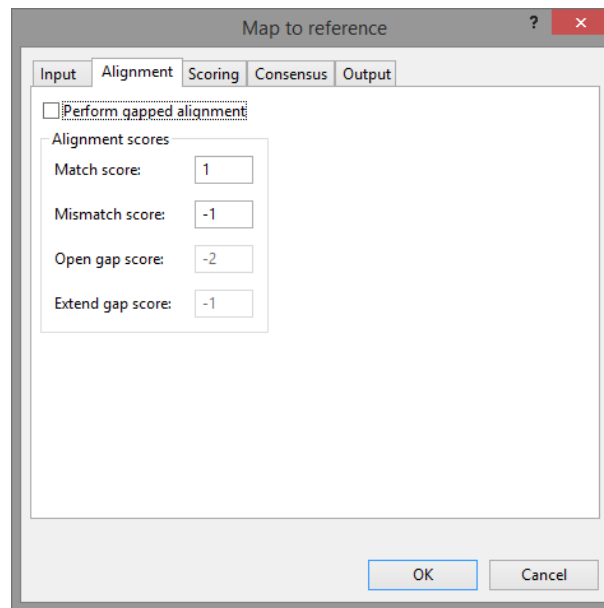 Map to reference
?
×
Input Alignment Scoring Consensus Output
Perform gapped alignment
Alignment scores
Match score: 1
Mismatch score: -1
Open gap score: -2
Extend gap score: -1
OK Cancel